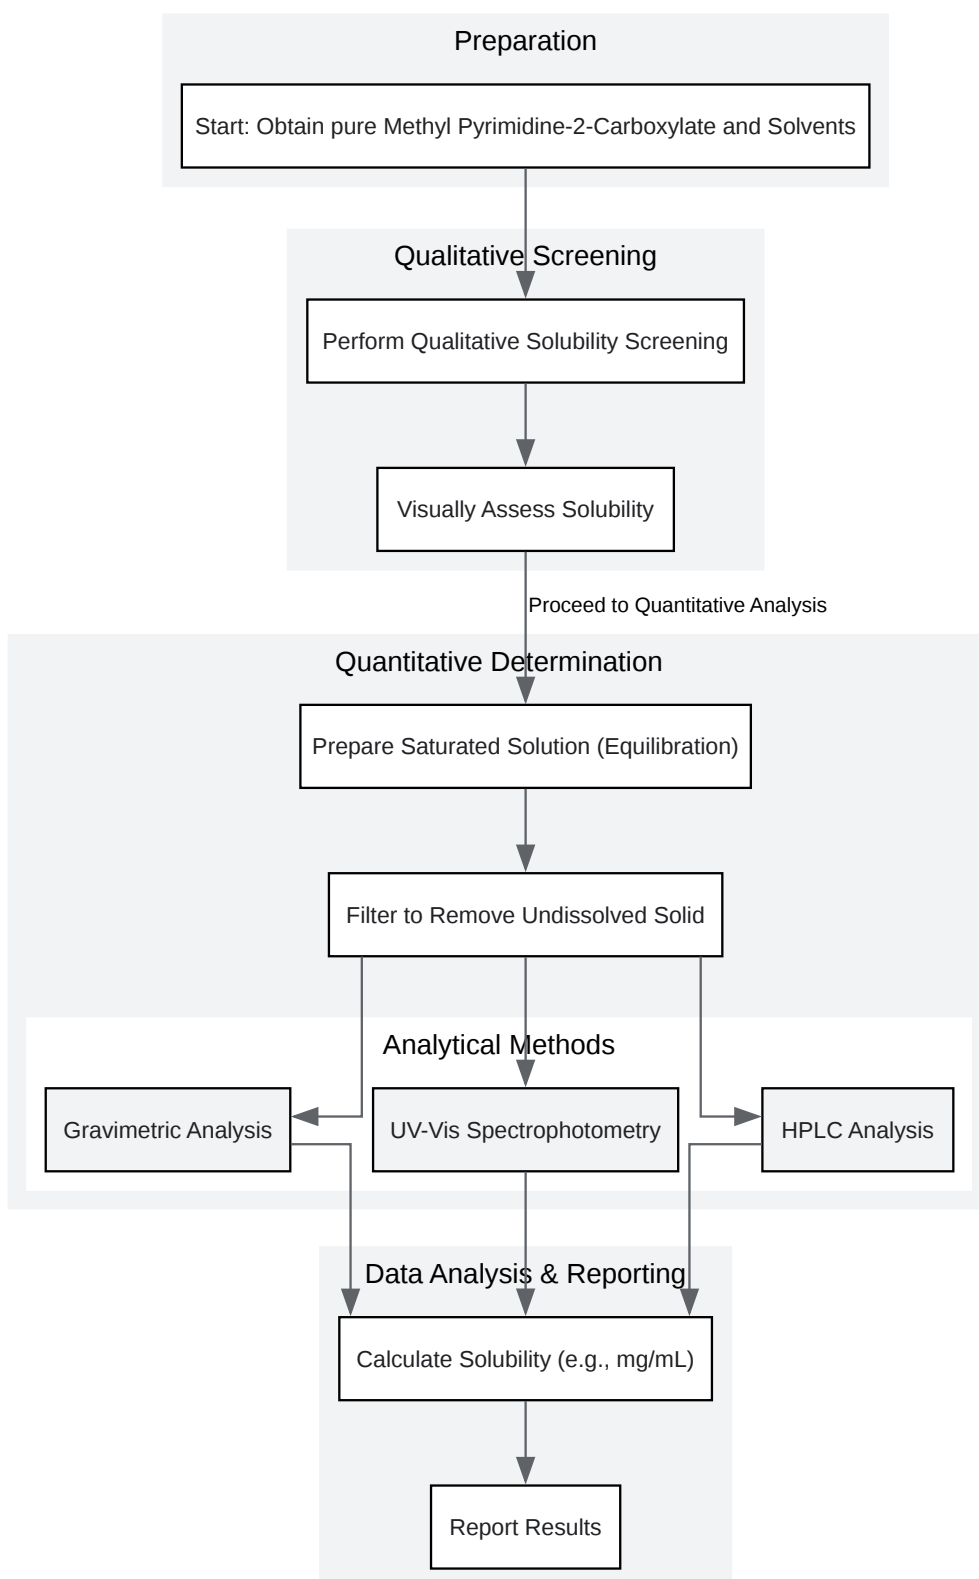 Preparation
Start: Obtain pure Methyl Pyrimidine-2-Carboxylate and Solvents
Qualitative Screening
Perform Qualitative Solubility Screening
Visually Assess Solubility
Proceed to Quantitative Analysis
Quantitative Determination
Prepare Saturated Solution (Equilibration)
Filter to Remove Undissolved Solid
Analytical Methods
Gravimetric Analysis
UV-Vis Spectrophotometry
HPLC Analysis
Data Analysis & Reporting
Calculate Solubility (e.g., mg/mL)
Report Results